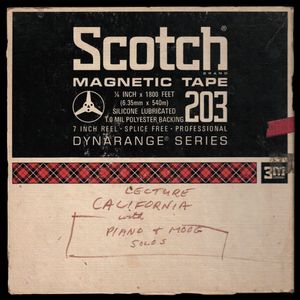 Scotch
BRAND
MAGNETIC TAPE
¼ INCH x 1800 FEET
(6.35mm x 540m)
SILICONE LUBRICATED
1.0 MIL POLYESTER BACKING
203
7 INCH REEL · SPLICE FREE · PROFESSIONAL
DYNARANGE® SERIES
3M
LECTURE
CALIFORNIA
with
PIANO & MOOG
SOLOS